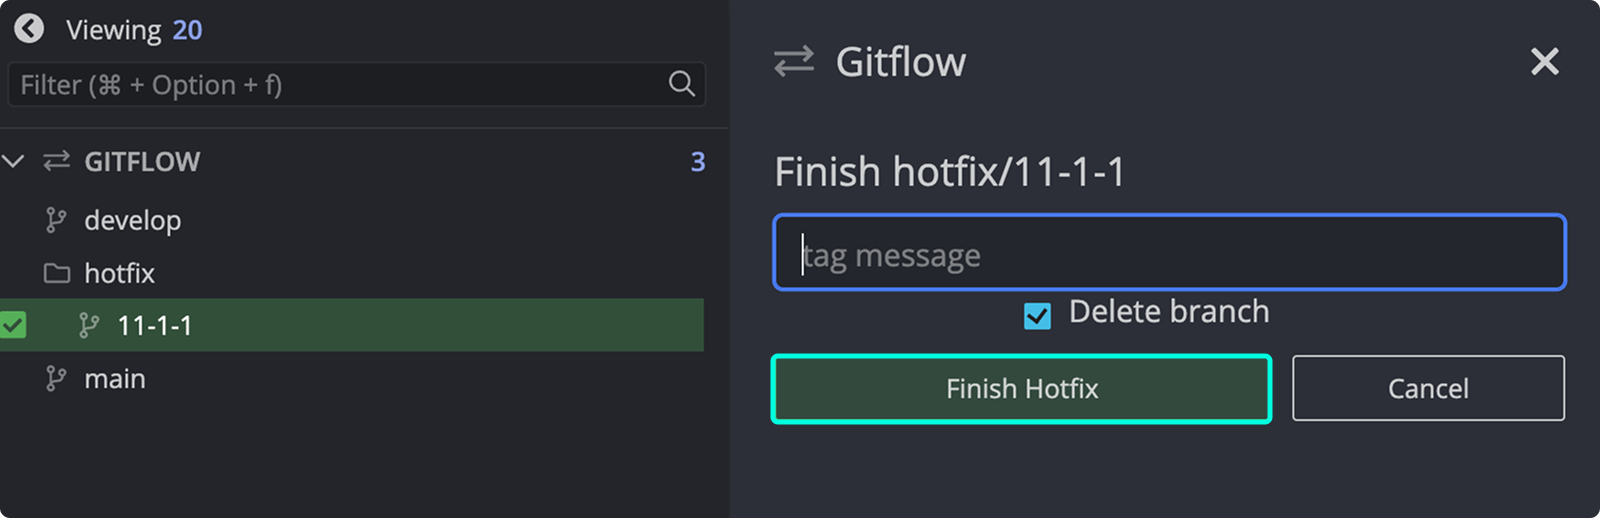 Viewing 20
Filter (⌘ + Option + f)
GITFLOW 3
develop
hotfix
11-1-1
main
Gitflow
Finish hotfix/11-1-1
tag message
Delete branch
Finish Hotfix
Cancel